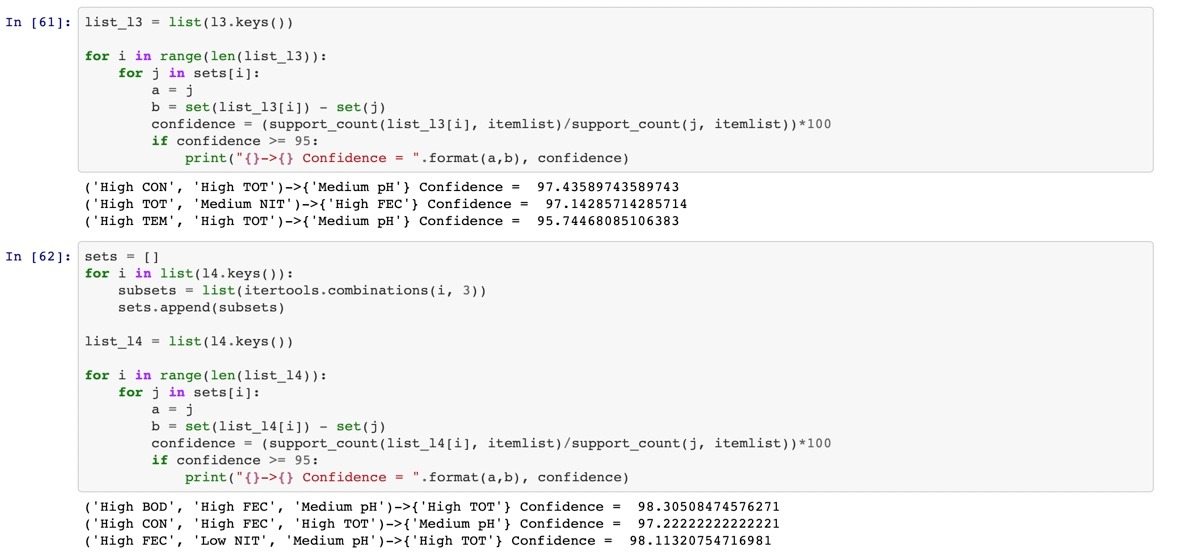 In [61]: list_l3 = list(l3.keys())

for i in range(len(list_l3)):
    for j in sets[i]:
        a = j
        b = set(list_l3[i]) - set(j)
        confidence = (support_count(list_l3[i], itemlist)/support_count(j, itemlist))*100
        if confidence >= 95:
            print("{}->{} Confidence = ".format(a,b), confidence)
('High CON', 'High TOT')->{'Medium pH'} Confidence =  97.43589743589743
('High TOT', 'Medium NIT')->{'High FEC'} Confidence =  97.14285714285714
('High TEM', 'High TOT')->{'Medium pH'} Confidence =  95.74468085106383
In [62]: sets = []
for i in list(l4.keys()):
    subsets = list(itertools.combinations(i, 3))
    sets.append(subsets)

list_l4 = list(l4.keys())

for i in range(len(list_l4)):
    for j in sets[i]:
        a = j
        b = set(list_l4[i]) - set(j)
        confidence = (support_count(list_l4[i], itemlist)/support_count(j, itemlist))*100
        if confidence >= 95:
            print("{}->{} Confidence = ".format(a,b), confidence)
('High BOD', 'High FEC', 'Medium pH')->{'High TOT'} Confidence =  98.30508474576271
('High CON', 'High FEC', 'High TOT')->{'Medium pH'} Confidence =  97.22222222222221
('High FEC', 'Low NIT', 'Medium pH')->{'High TOT'} Confidence =  98.11320754716981